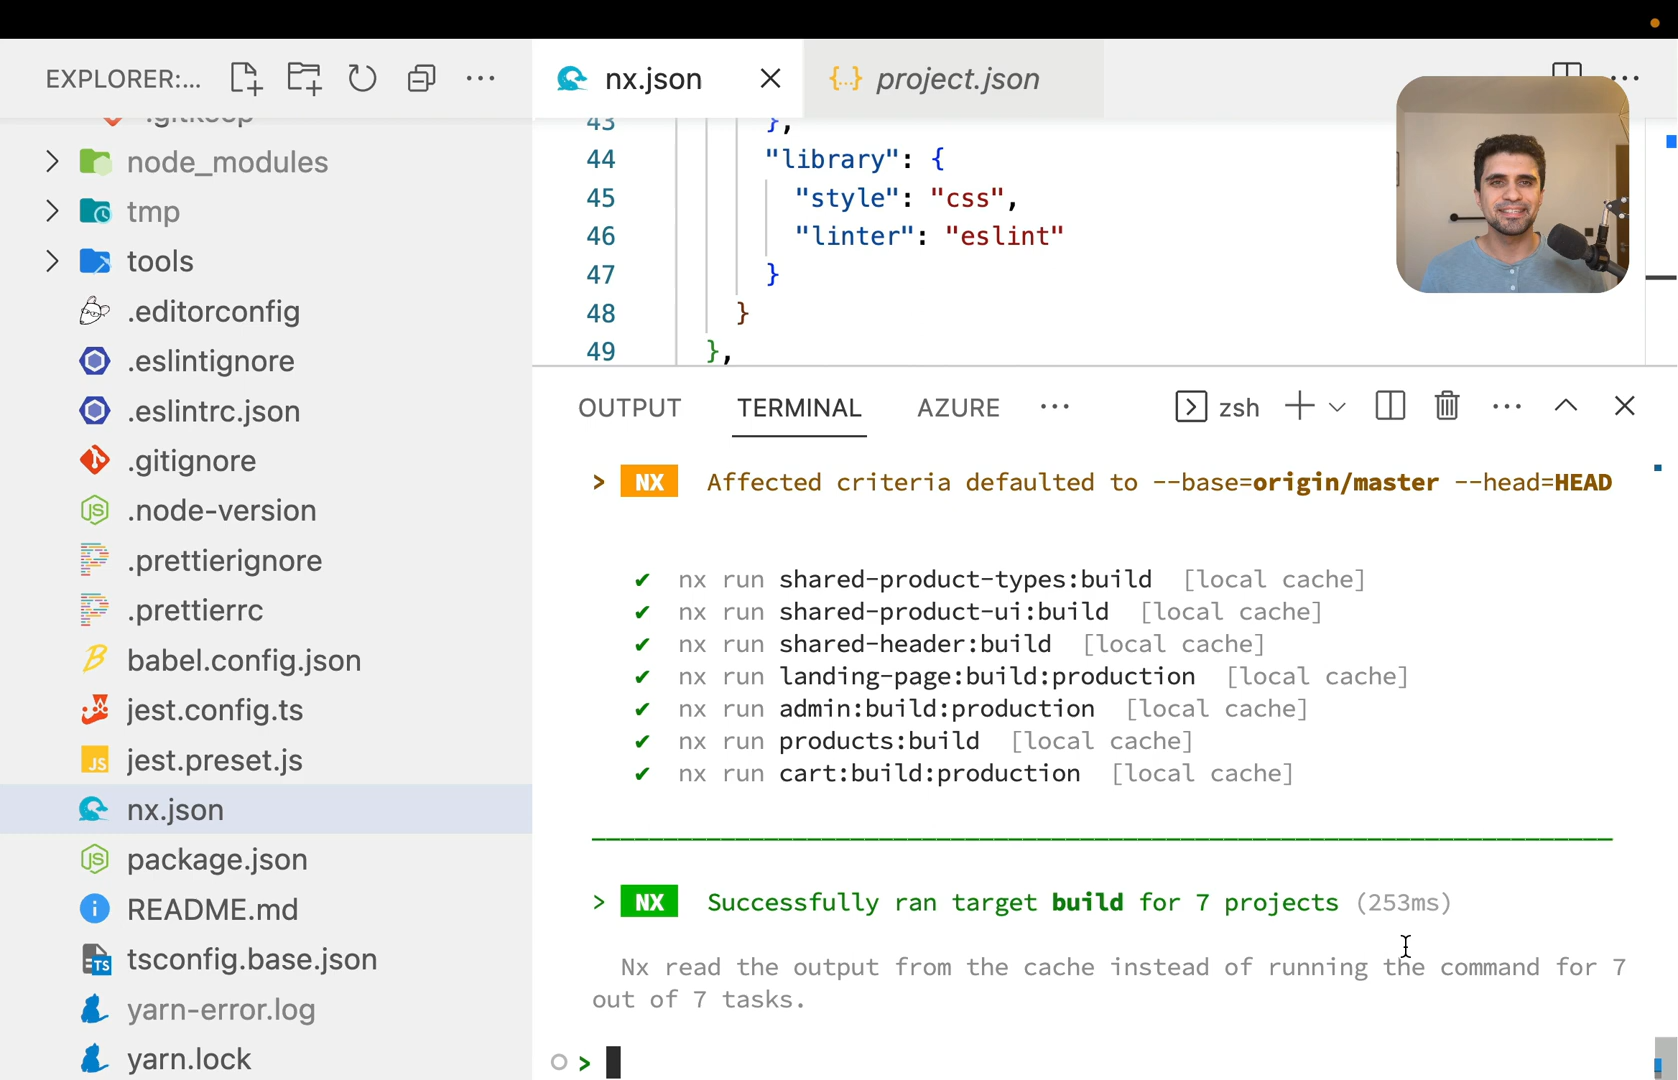 EXPLORER:...
.gitkeep
node_modules
tmp
tools
.editorconfig
.eslintignore
.eslintrc.json
.gitignore
.node-version
.prettierignore
.prettierrc
babel.config.json
jest.config.ts
jest.preset.js
nx.json
package.json
README.md
tsconfig.base.json
yarn-error.log
yarn.lock
nx.json
{..} project.json
43 },
44 "library": {
45 "style": "css",
46 "linter": "eslint"
47 }
48 }
49 },
OUTPUT TERMINAL AZURE ... zsh
> NX Affected criteria defaulted to --base=origin/master --head=HEAD
✔ nx run shared-product-types:build [local cache]
✔ nx run shared-product-ui:build [local cache]
✔ nx run shared-header:build [local cache]
✔ nx run landing-page:build:production [local cache]
✔ nx run admin:build:production [local cache]
✔ nx run products:build [local cache]
✔ nx run cart:build:production [local cache]
> NX Successfully ran target build for 7 projects (253ms)
Nx read the output from the cache instead of running the command for 7
out of 7 tasks.
>